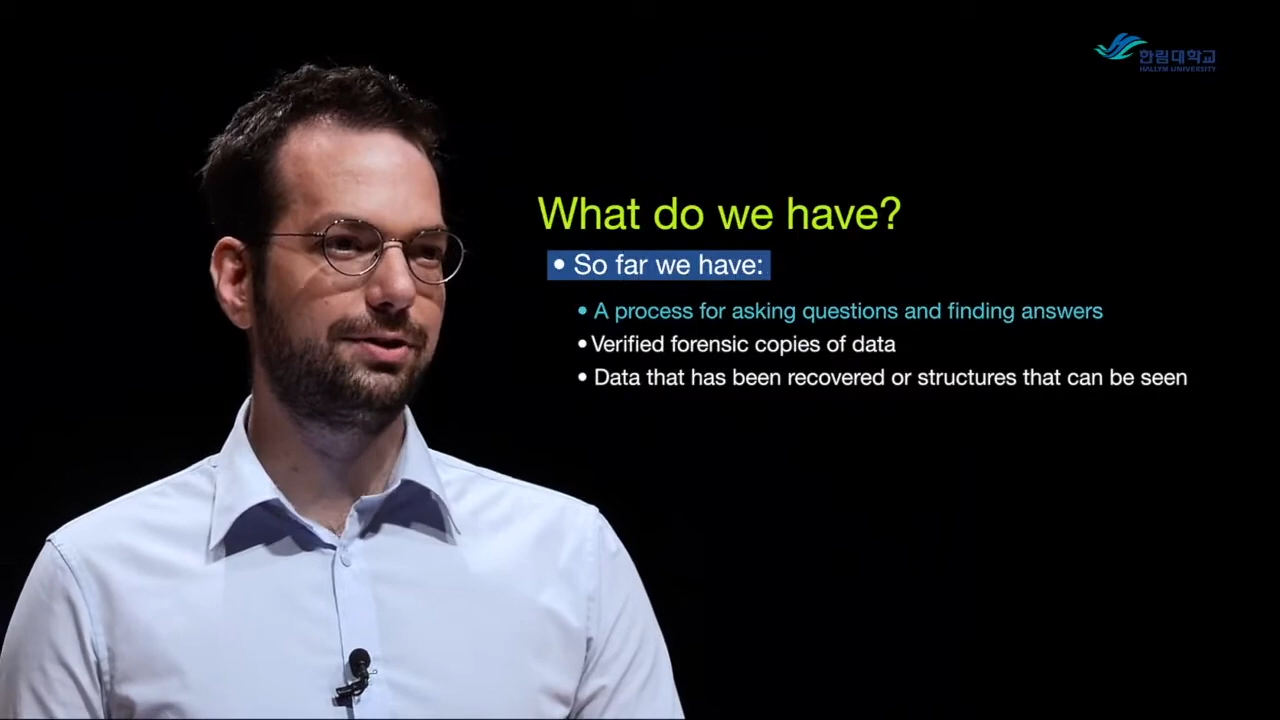 한림대학교
HALLYM UNIVERSITY
What do we have?
• So far we have:
• A process for asking questions and finding answers
• Verified forensic copies of data
• Data that has been recovered or structures that can be seen